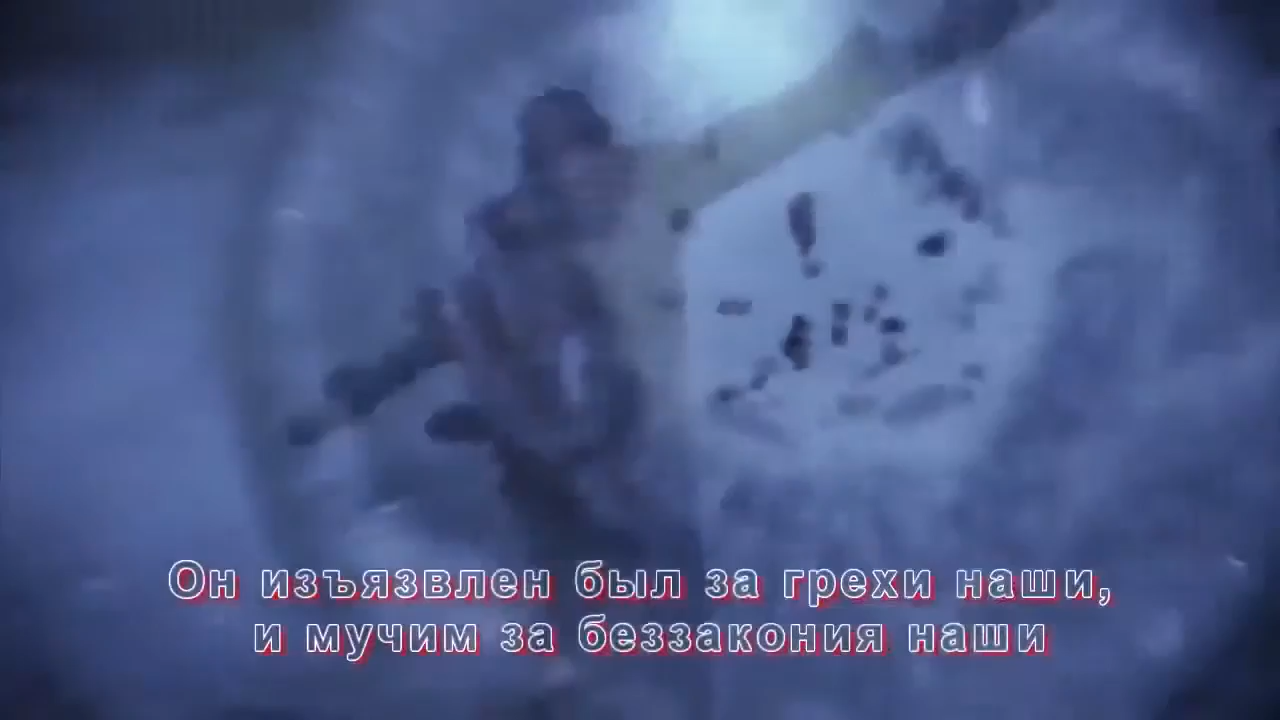 Он изъязвлен был за грехи наши,
и мучим за беззакония наши